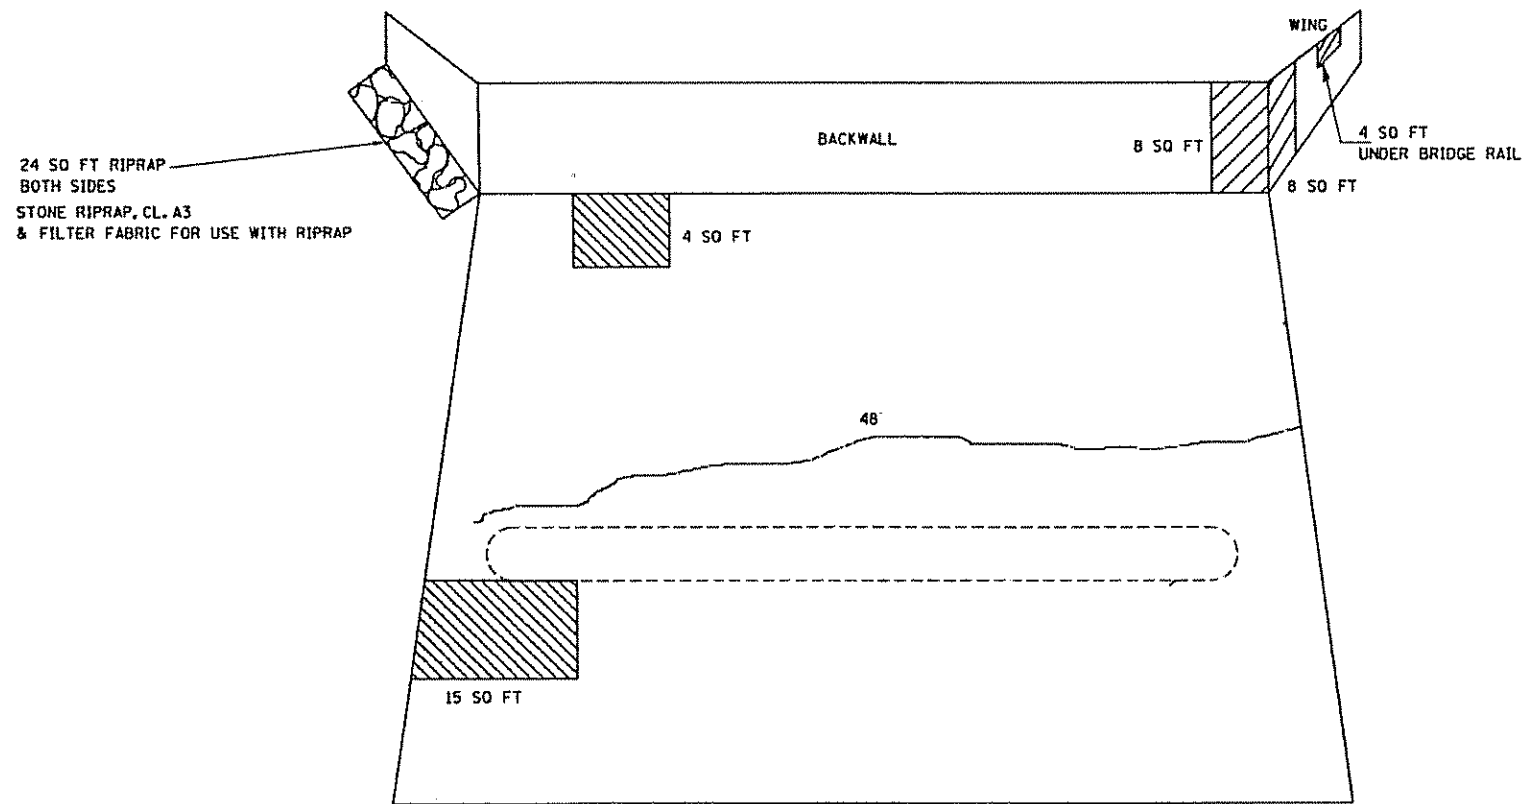 WING
BACKWALL
8 SQ FT
4 SQ FT
UNDER BRIDGE RAIL
24 SQ FT RIPRAP
BOTH SIDES
STONE RIPRAP, CL. A3
& FILTER FABRIC FOR USE WITH RIPRAP
8 SQ FT
4 SQ FT
48'
15 SQ FT